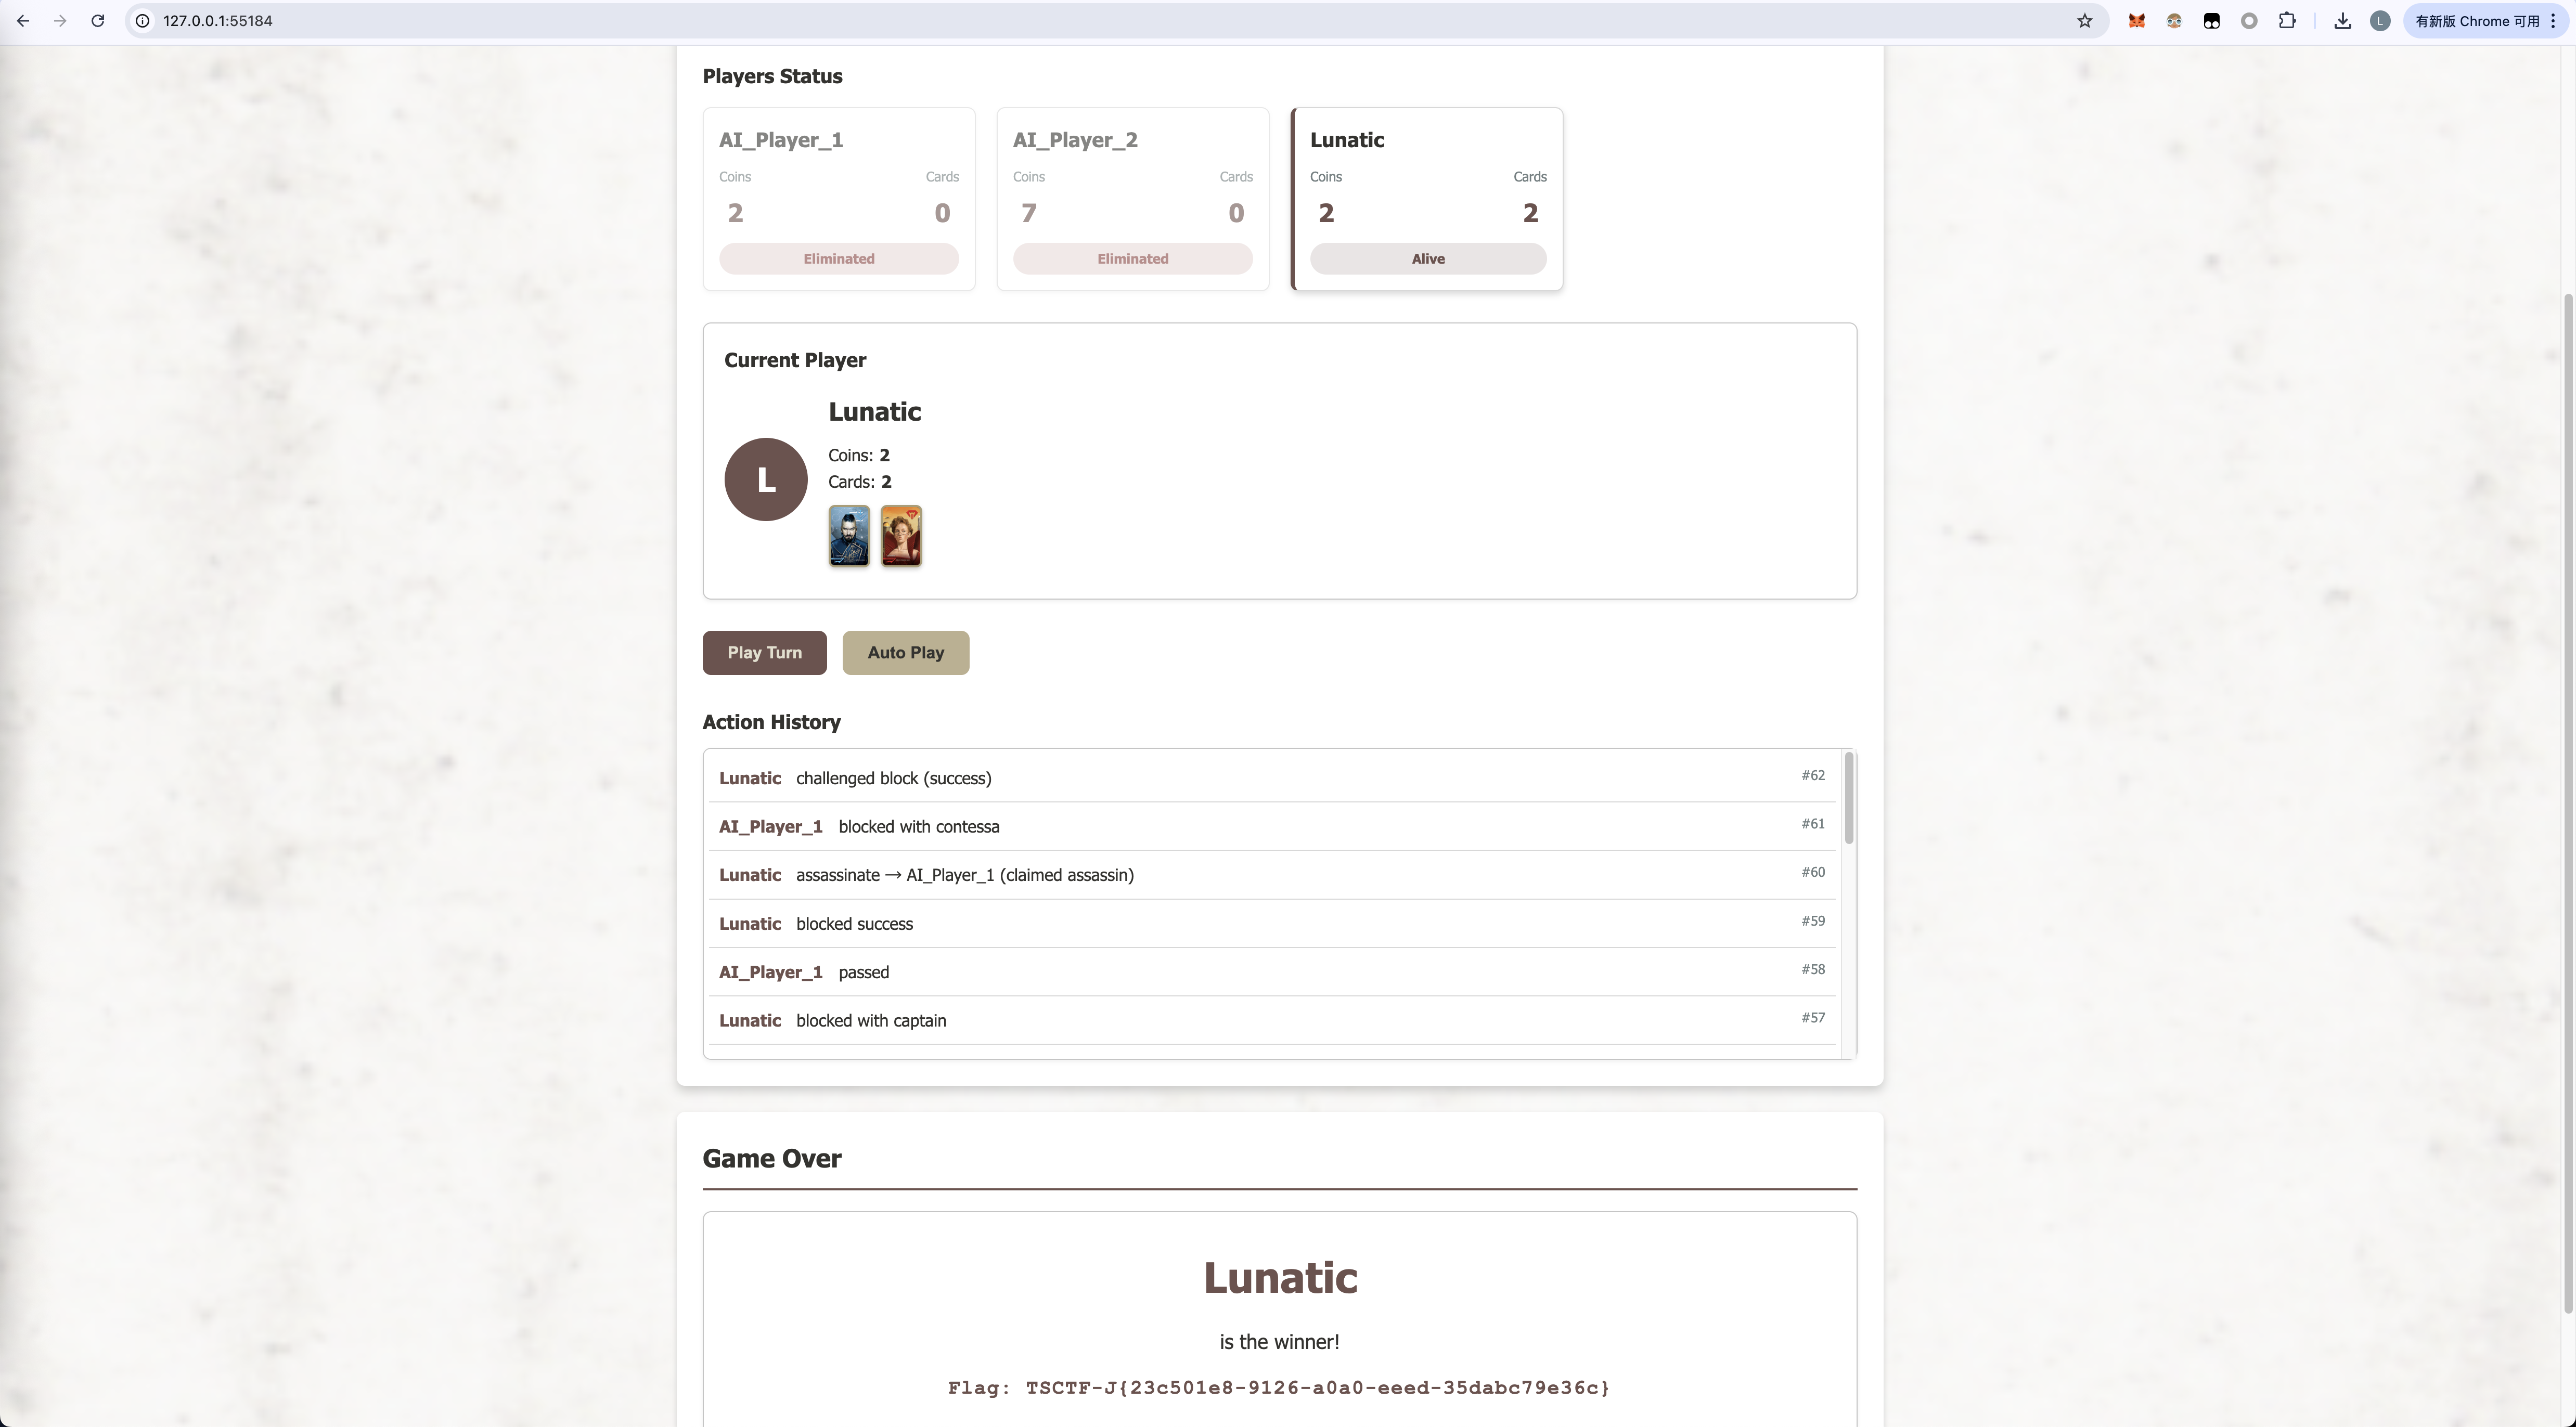 127.0.0.1:55184
L
有新版 Chrome 可用
Players Status
AI_Player_1
Coins Cards
2 0
Eliminated
AI_Player_2
Coins Cards
7 0
Eliminated
Lunatic
Coins Cards
2 2
Alive
Current Player
L
Lunatic
Coins: 2
Cards: 2
Play Turn
Auto Play
Action History
Lunatic challenged block (success) #62
AI_Player_1 blocked with contessa #61
Lunatic assassinate → AI_Player_1 (claimed assassin) #60
Lunatic blocked success #59
AI_Player_1 passed #58
Lunatic blocked with captain #57
Game Over
Lunatic
is the winner!
Flag: TSCTF-J{23c501e8-9126-a0a0-eeed-35dabc79e36c}